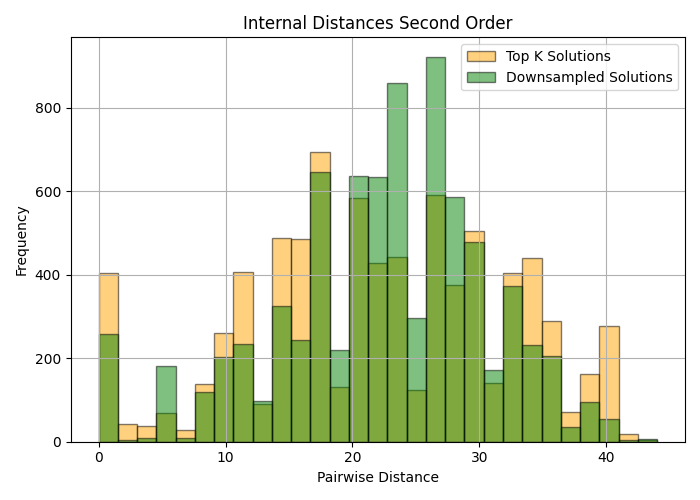 Internal Distances Second Order
Top K Solutions
Downsampled Solutions
800
600
400
200
0
Frequency
0 10 20 30 40
Pairwise Distance